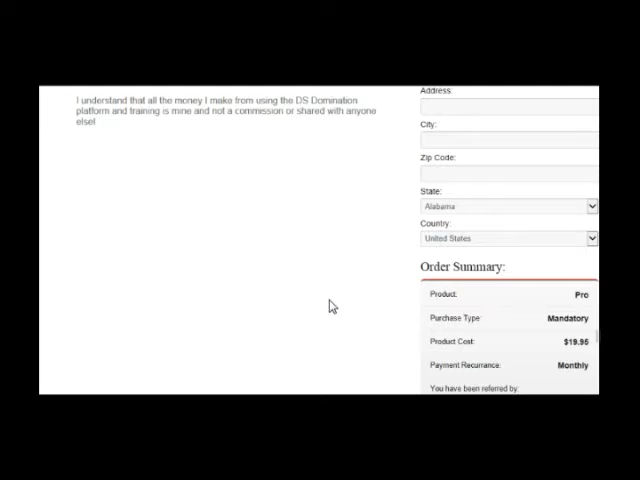 I understand that all the money I make from using the DS Domination
platform and training is mine and not a commission or shared with anyone
else!
Address:
City:
Zip Code:
State:
Alabama
Country:
United States
Order Summary:
Product: Pro
Purchase Type: Mandatory
Product Cost: $19.95
Payment Recurrance: Monthly
You have been referred by: